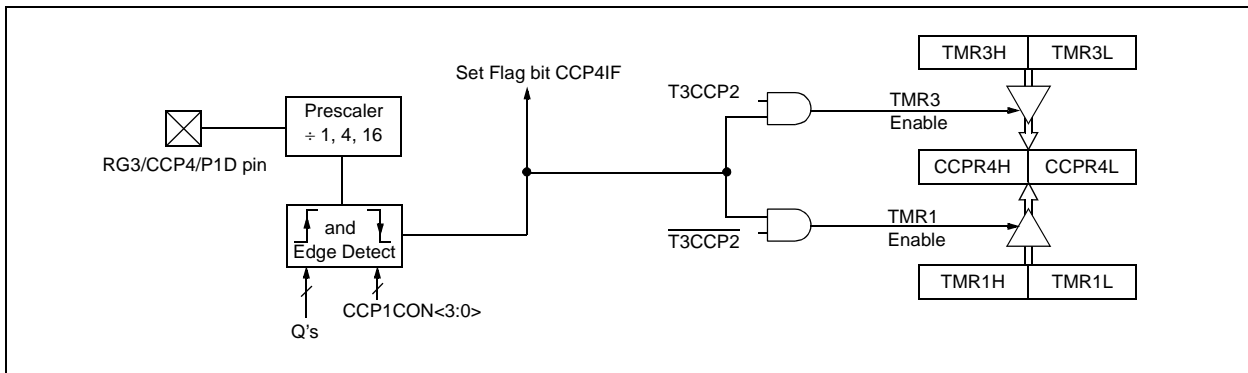 TMR3H TMR3L
Set Flag bit CCP4IF
T3CCP2
TMR3
Enable
Prescaler
÷ 1, 4, 16
RG3/CCP4/P1D pin
CCPR4H CCPR4L
and
Edge Detect
TMR1
Enable
T3CCP2
TMR1H TMR1L
CCP1CON<3:0>
Q's